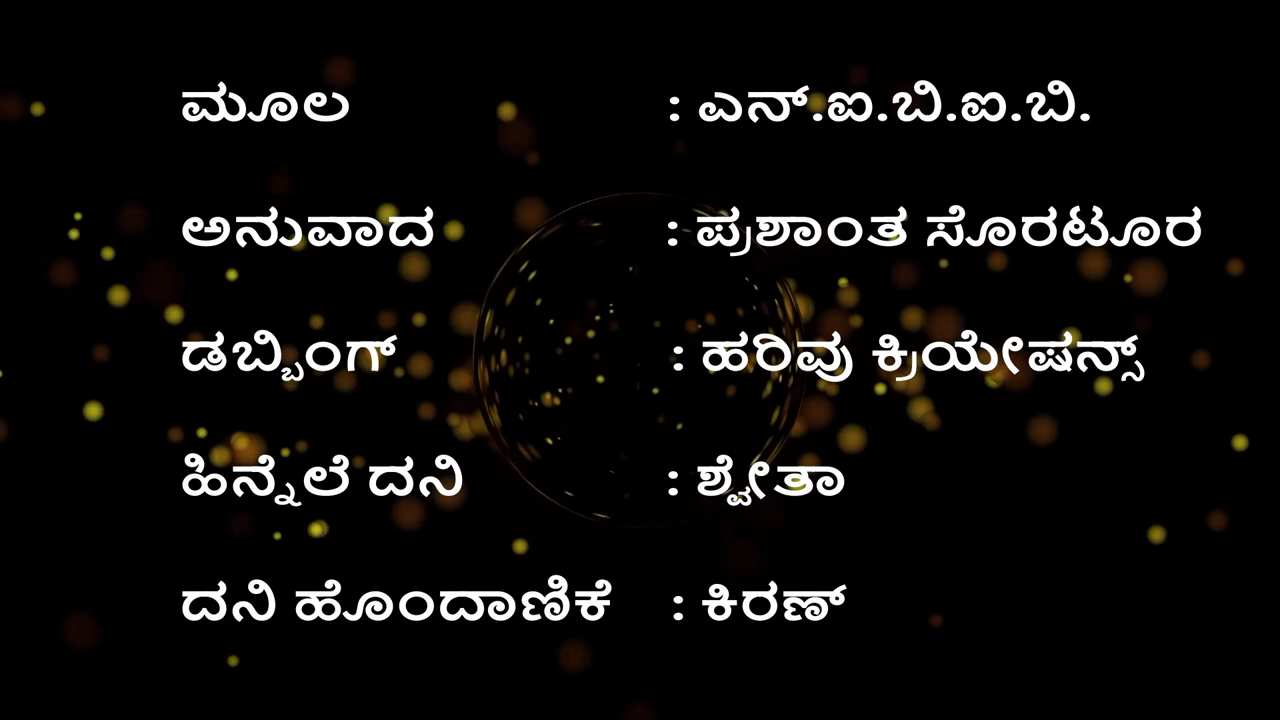 ಮೂಲ : ಎನ್.ಐ.ಬಿ.ಐ.ಬಿ.
ಅನುವಾದ : ಪ್ರಶಾಂತ ಸೊರಟೂರ
ಡಬ್ಬಿಂಗ್ : ಹರಿವು ಕ್ರಿಯೇಷನ್ಸ್
ಹಿನ್ನೆಲೆ ದನಿ : ಶ್ವೇತಾ
ದನಿ ಹೊಂದಾಣಿಕೆ : ಕಿರಣ್